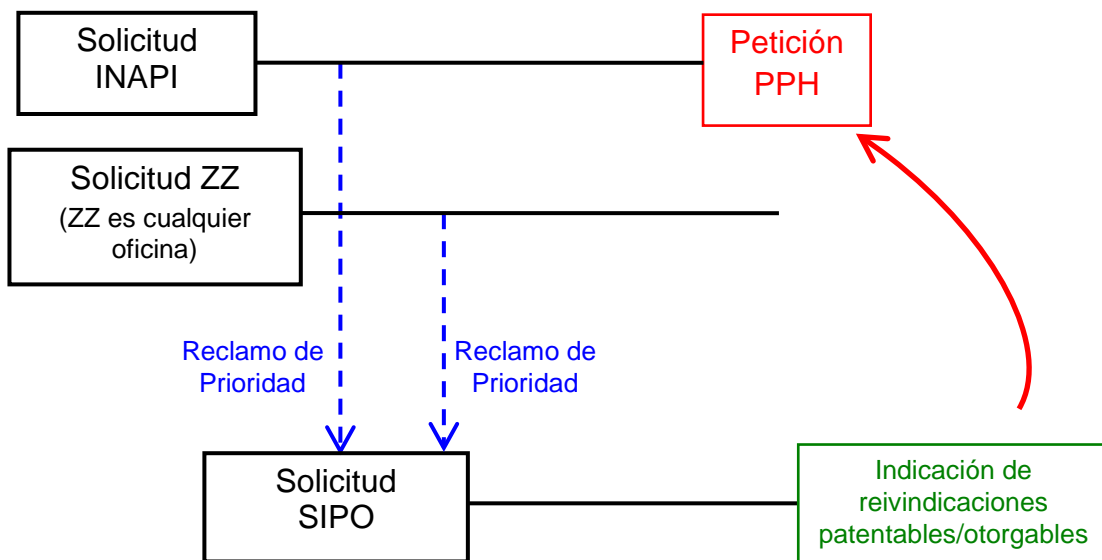 Solicitud
INAPI
Petición
PPH
Solicitud ZZ
(ZZ es cualquier
oficina)
Reclamo de
Prioridad
Reclamo de
Prioridad
Solicitud
SIPO
Indicación de
reivindicaciones
patentables/otorgables